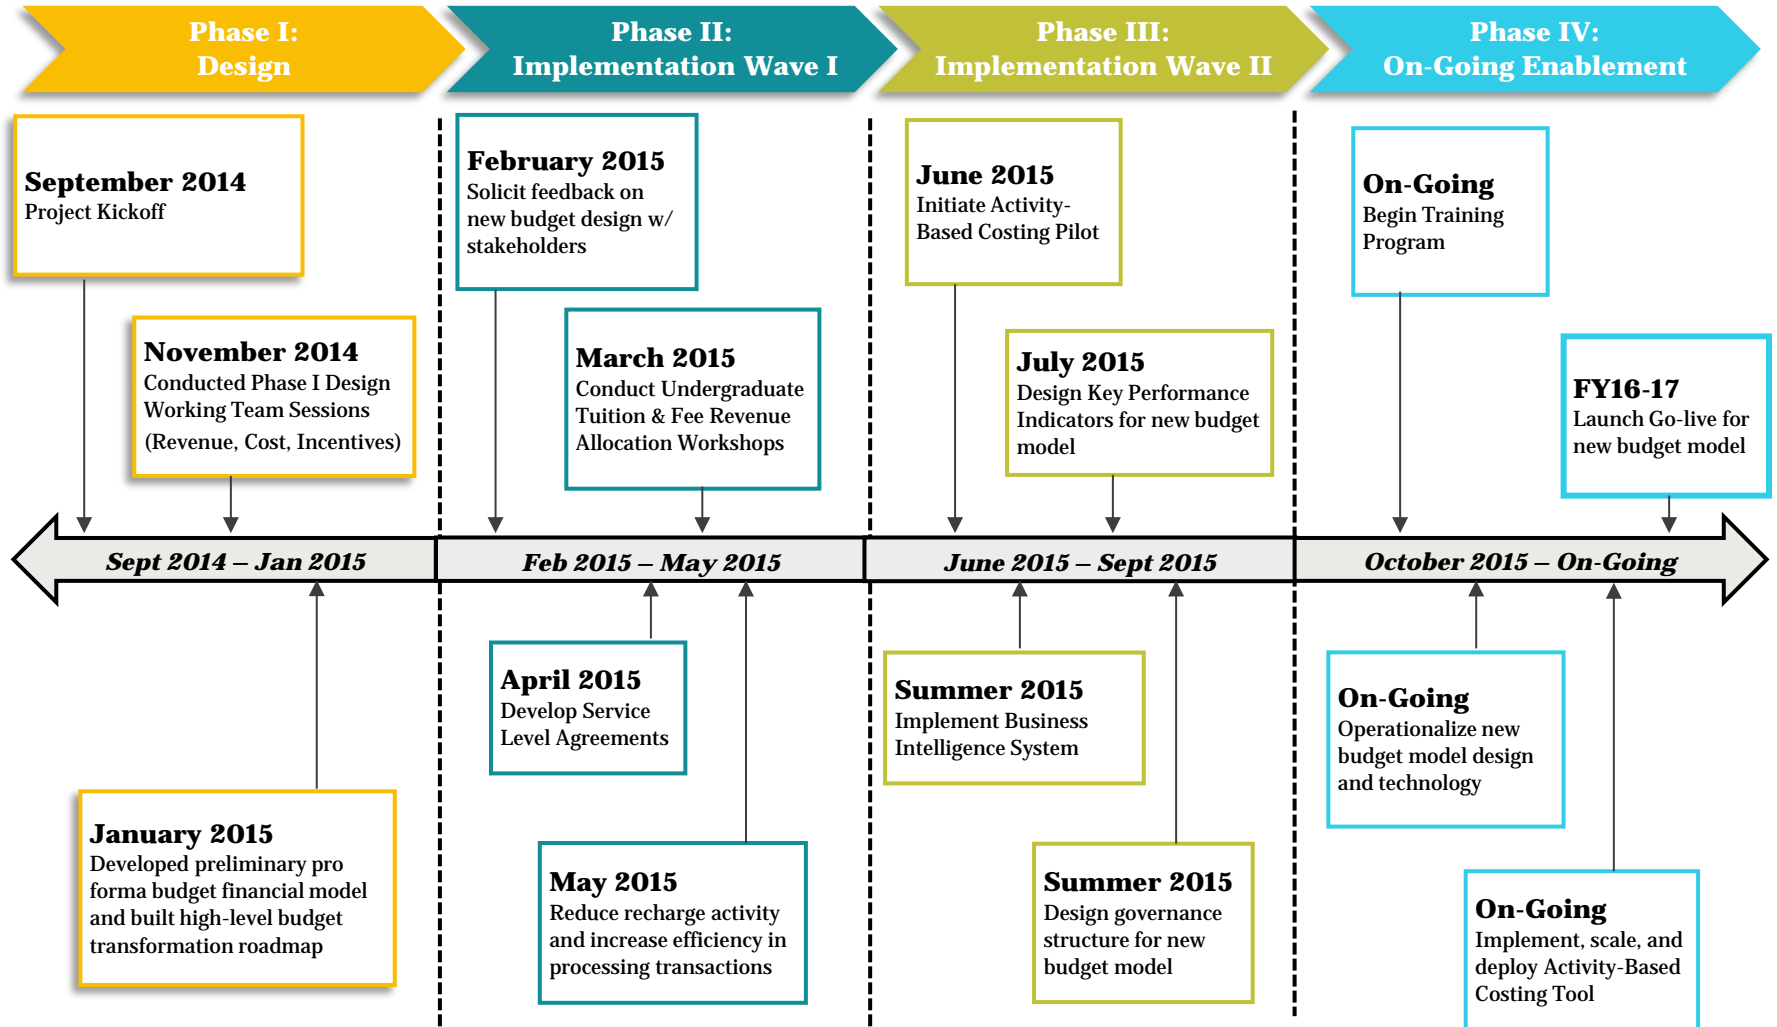 Phase I:
Design
Phase II:
Implementation Wave I
Phase III:
Implementation Wave II
Phase IV:
On-Going Enablement
September 2014
Project Kickoff
November 2014
Conducted Phase I Design
Working Team Sessions
(Revenue, Cost, Incentives)
February 2015
Solicit feedback on
new budget design w/
stakeholders
March 2015
Conduct Undergraduate
Tuition & Fee Revenue
Allocation Workshops
June 2015
Initiate Activity-
Based Costing Pilot
July 2015
Design Key Performance
Indicators for new budget
model
On-Going
Begin Training
Program
FY16-17
Launch Go-live for
new budget model
Sept 2014 – Jan 2015
Feb 2015 – May 2015
June 2015 – Sept 2015
October 2015 – On-Going
January 2015
Developed preliminary pro
forma budget financial model
and built high-level budget
transformation roadmap
April 2015
Develop Service
Level Agreements
May 2015
Reduce recharge activity
and increase efficiency in
processing transactions
Summer 2015
Implement Business
Intelligence System
Summer 2015
Design governance
structure for new
budget model
On-Going
Operationalize new
budget model design
and technology
On-Going
Implement, scale, and
deploy Activity-Based
Costing Tool